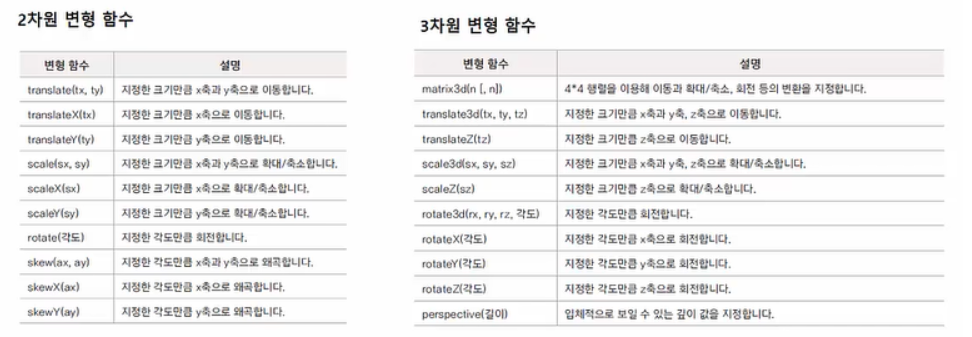 2차원 변형 함수
변형 함수 설명
translate(tx, ty) 지정한 크기만큼 x축과 y축으로 이동합니다.
translateX(tx) 지정한 크기만큼 x축으로 이동합니다.
translateY(ty) 지정한 크기만큼 y축으로 이동합니다.
scale(sx, sy) 지정한 크기만큼 x축과 y축으로 확대/축소합니다.
scaleX(sx) 지정한 크기만큼 x축으로 확대/축소합니다.
scaleY(sy) 지정한 크기만큼 y축으로 확대/축소합니다.
rotate(각도) 지정한 각도만큼 회전합니다.
skew(ax, ay) 지정한 각도만큼 x축과 y축으로 왜곡합니다.
skewX(ax) 지정한 각도만큼 x축으로 왜곡합니다.
skewY(ay) 지정한 각도만큼 y축으로 왜곡합니다.
3차원 변형 함수
변형 함수 설명
matrix3d(n [, n]) 4*4 행렬을 이용해 이동과 확대/축소, 회전 등의 변환을 지정합니다.
translate3d(tx, ty, tz) 지정한 크기만큼 x축과 y축, z축으로 이동합니다.
translateZ(tz) 지정한 크기만큼 z축으로 이동합니다.
scale3d(sx, sy, sz) 지정한 크기만큼 x축과 y축, z축으로 확대/축소합니다.
scaleZ(sz) 지정한 크기만큼 z축으로 확대/축소합니다.
rotate3d(rx, ry, rz, 각도) 지정한 각도만큼 회전합니다.
rotateX(각도) 지정한 각도만큼 x축으로 회전합니다.
rotateY(각도) 지정한 각도만큼 y축으로 회전합니다.
rotateZ(각도) 지정한 각도만큼 z축으로 회전합니다.
perspective(길이) 입체적으로 보일 수 있는 깊이 값을 지정합니다.